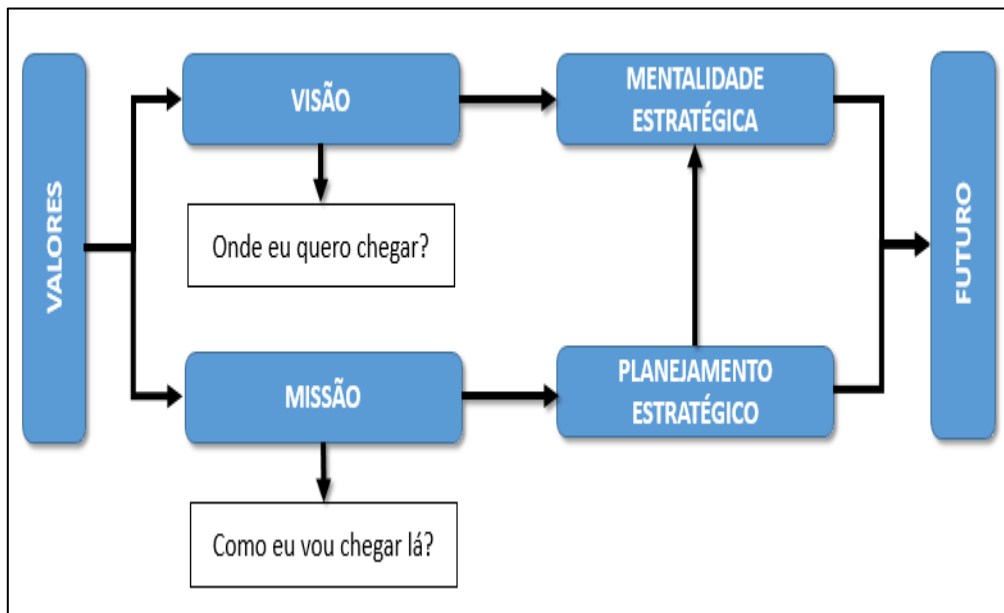 VALORES
VISÃO
Onde eu quero chegar?
MISSÃO
Como eu vou chegar lá?
MENTALIDADE
ESTRATÉGICA
PLANEJAMENTO
ESTRATÉGICO
FUTURO